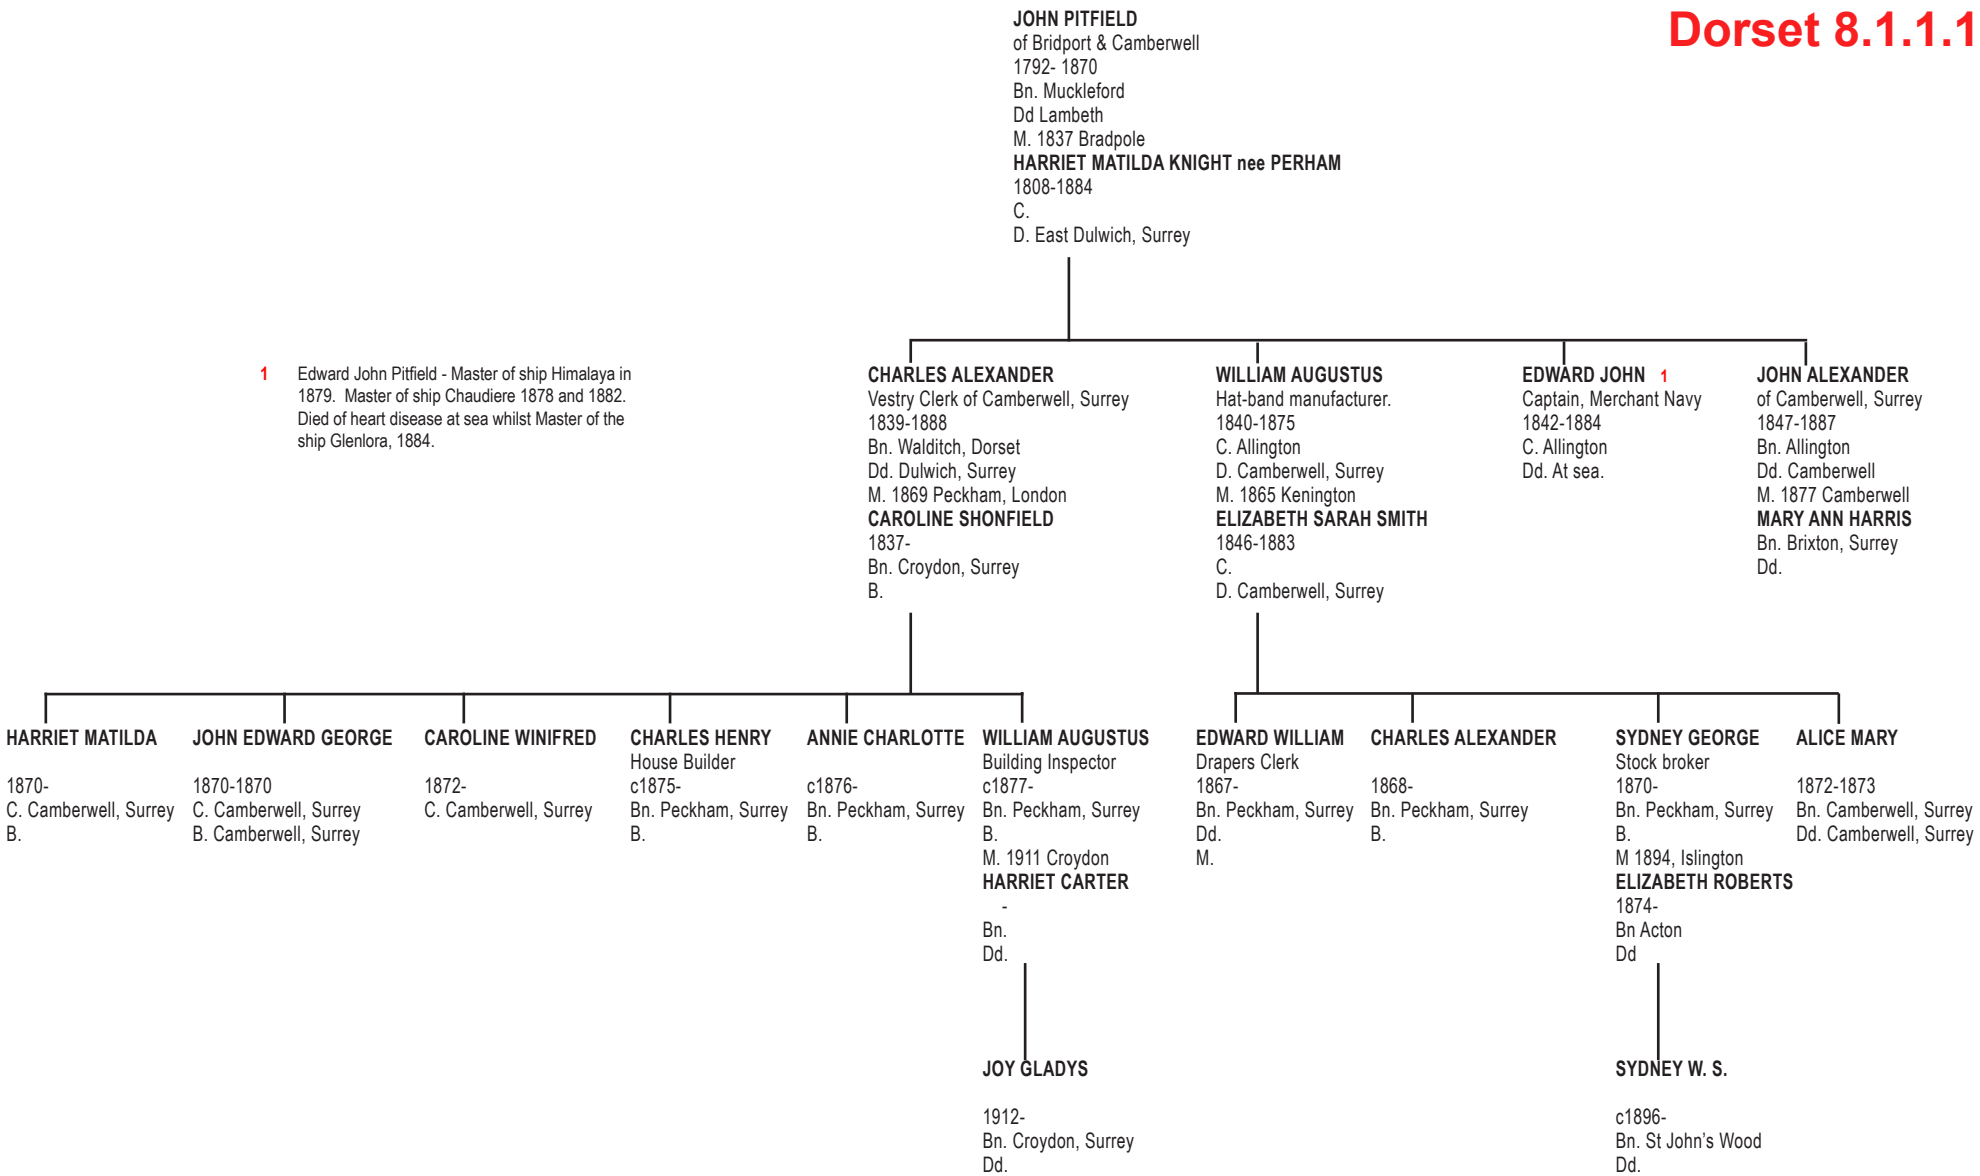 Dorset 8.1.1.1
JOHN PITFIELD
of Bridport & Camberwell
1792- 1870
Bn. Muckleford
Dd Lambeth
M. 1837 Bradpole
HARRIET MATILDA KNIGHT nee PERHAM
1808-1884
C.
D. East Dulwich, Surrey
1 Edward John Pitfield - Master of ship Himalaya in
1879. Master of ship Chaudiere 1878 and 1882.
Died of heart disease at sea whilst Master of the
ship Glenlora, 1884.
CHARLES ALEXANDER
Vestry Clerk of Camberwell, Surrey
1839-1888
Bn. Walditch, Dorset
Dd. Dulwich, Surrey
M. 1869 Peckham, London
CAROLINE SHONFIELD
1837-
Bn. Croydon, Surrey
B.
WILLIAM AUGUSTUS
Hat-band manufacturer.
1840-1875
C. Allington
D. Camberwell, Surrey
M. 1865 Kenington
ELIZABETH SARAH SMITH
1846-1883
C.
D. Camberwell, Surrey
EDWARD JOHN 1
Captain, Merchant Navy
1842-1884
C. Allington
Dd. At sea.
JOHN ALEXANDER
of Camberwell, Surrey
1847-1887
Bn. Allington
Dd. Camberwell
M. 1877 Camberwell
MARY ANN HARRIS
Bn. Brixton, Surrey
Dd.
HARRIET MATILDA
1870-
C. Camberwell, Surrey
B.
JOHN EDWARD GEORGE
1870-1870
C. Camberwell, Surrey
B. Camberwell, Surrey
CAROLINE WINIFRED
1872-
C. Camberwell, Surrey
CHARLES HENRY
House Builder
c1875-
Bn. Peckham, Surrey
B.
ANNIE CHARLOTTE
c1876-
Bn. Peckham, Surrey
B.
WILLIAM AUGUSTUS
Building Inspector
c1877-
Bn. Peckham, Surrey
B.
M. 1911 Croydon
HARRIET CARTER
-
Bn.
Dd.
EDWARD WILLIAM
Drapers Clerk
1867-
Bn. Peckham, Surrey
Dd.
M.
CHARLES ALEXANDER
1868-
Bn. Peckham, Surrey
B.
SYDNEY GEORGE
Stock broker
1870-
Bn. Peckham, Surrey
B.
M 1894, Islington
ELIZABETH ROBERTS
1874-
Bn Acton
Dd
ALICE MARY
1872-1873
Bn. Camberwell, Surrey
Dd. Camberwell, Surrey
JOY GLADYS
1912-
Bn. Croydon, Surrey
Dd.
SYDNEY W. S.
c1896-
Bn. St John's Wood
Dd.